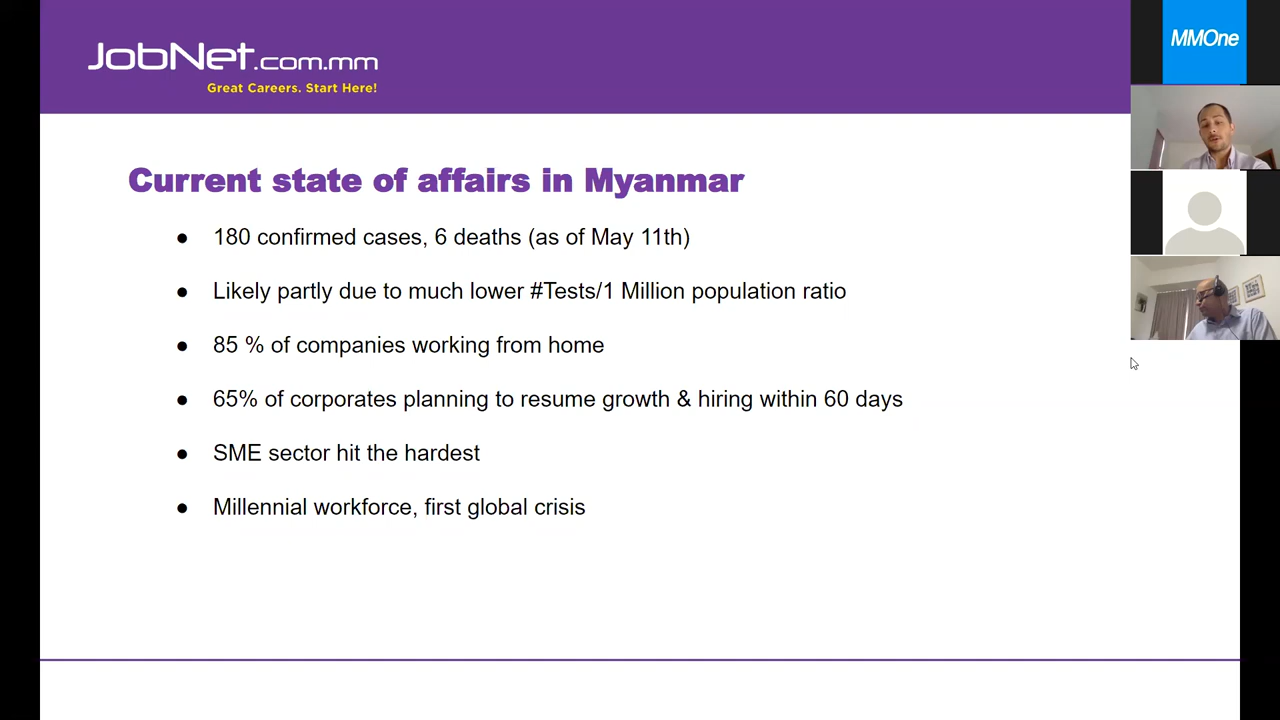 JobNet.com.mm
Great Careers. Start Here!
MMOne
Current state of affairs in Myanmar
● 180 confirmed cases, 6 deaths (as of May 11th)
● Likely partly due to much lower #Tests/1 Million population ratio
● 85 % of companies working from home
● 65% of corporates planning to resume growth & hiring within 60 days
● SME sector hit the hardest
● Millennial workforce, first global crisis